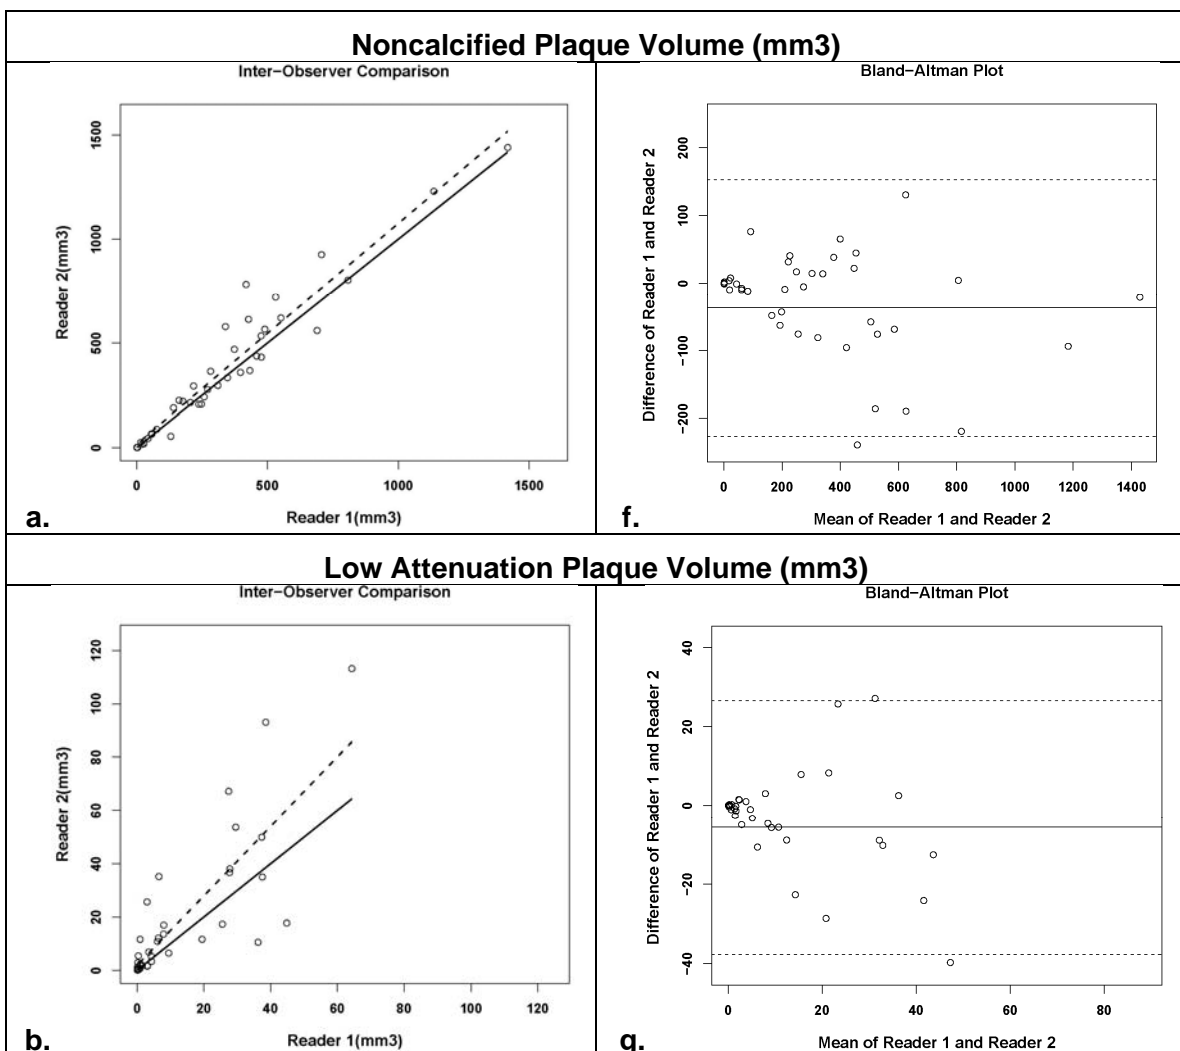 Noncalcified Plaque Volume (mm3)
Inter−Observer Comparison
Reader 2(mm3)
1500
1000
500
0
0 500 1000 1500
Reader 1(mm3)
a.
Bland−Altman Plot
Difference of Reader 1 and Reader 2
200
100
0
−100
−200
0 200 400 600 800 1000 1200 1400
Mean of Reader 1 and Reader 2
f.
Low Attenuation Plaque Volume (mm3)
Inter−Observer Comparison
Reader 2(mm3)
120
100
80
60
40
20
0
0 20 40 60 80 100 120
Reader 1(mm3)
b.
Bland−Altman Plot
Difference of Reader 1 and Reader 2
40
20
0
−20
−40
0 20 40 60 80
Mean of Reader 1 and Reader 2
g.